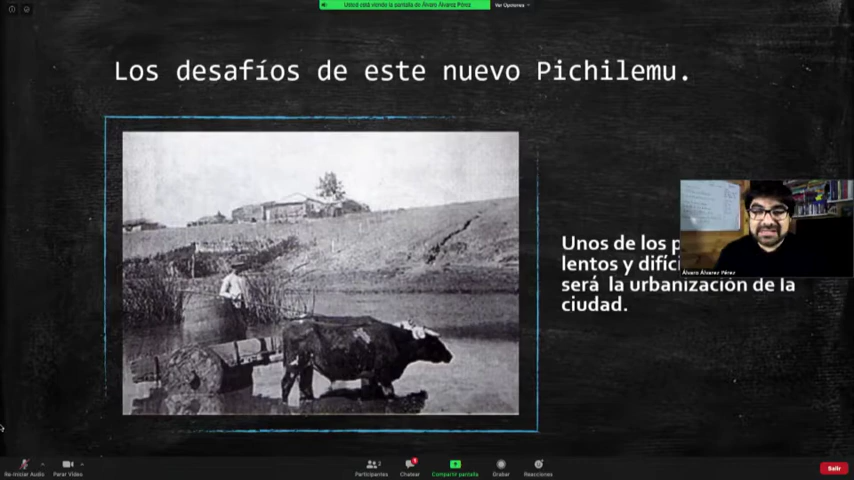 Usted está viendo la pantalla de Álvaro Álvarez Pérez
Ver Opciones
Los desafíos de este nuevo Pichilemu.
Unos de los
lentos y
será la urbanización de la
ciudad.
Álvaro Álvarez Pérez
Re-iniciar Audio
Parar Vídeo
Participantes
2
Chatear
Compartir pantalla
Grabar
Reacciones
Salir